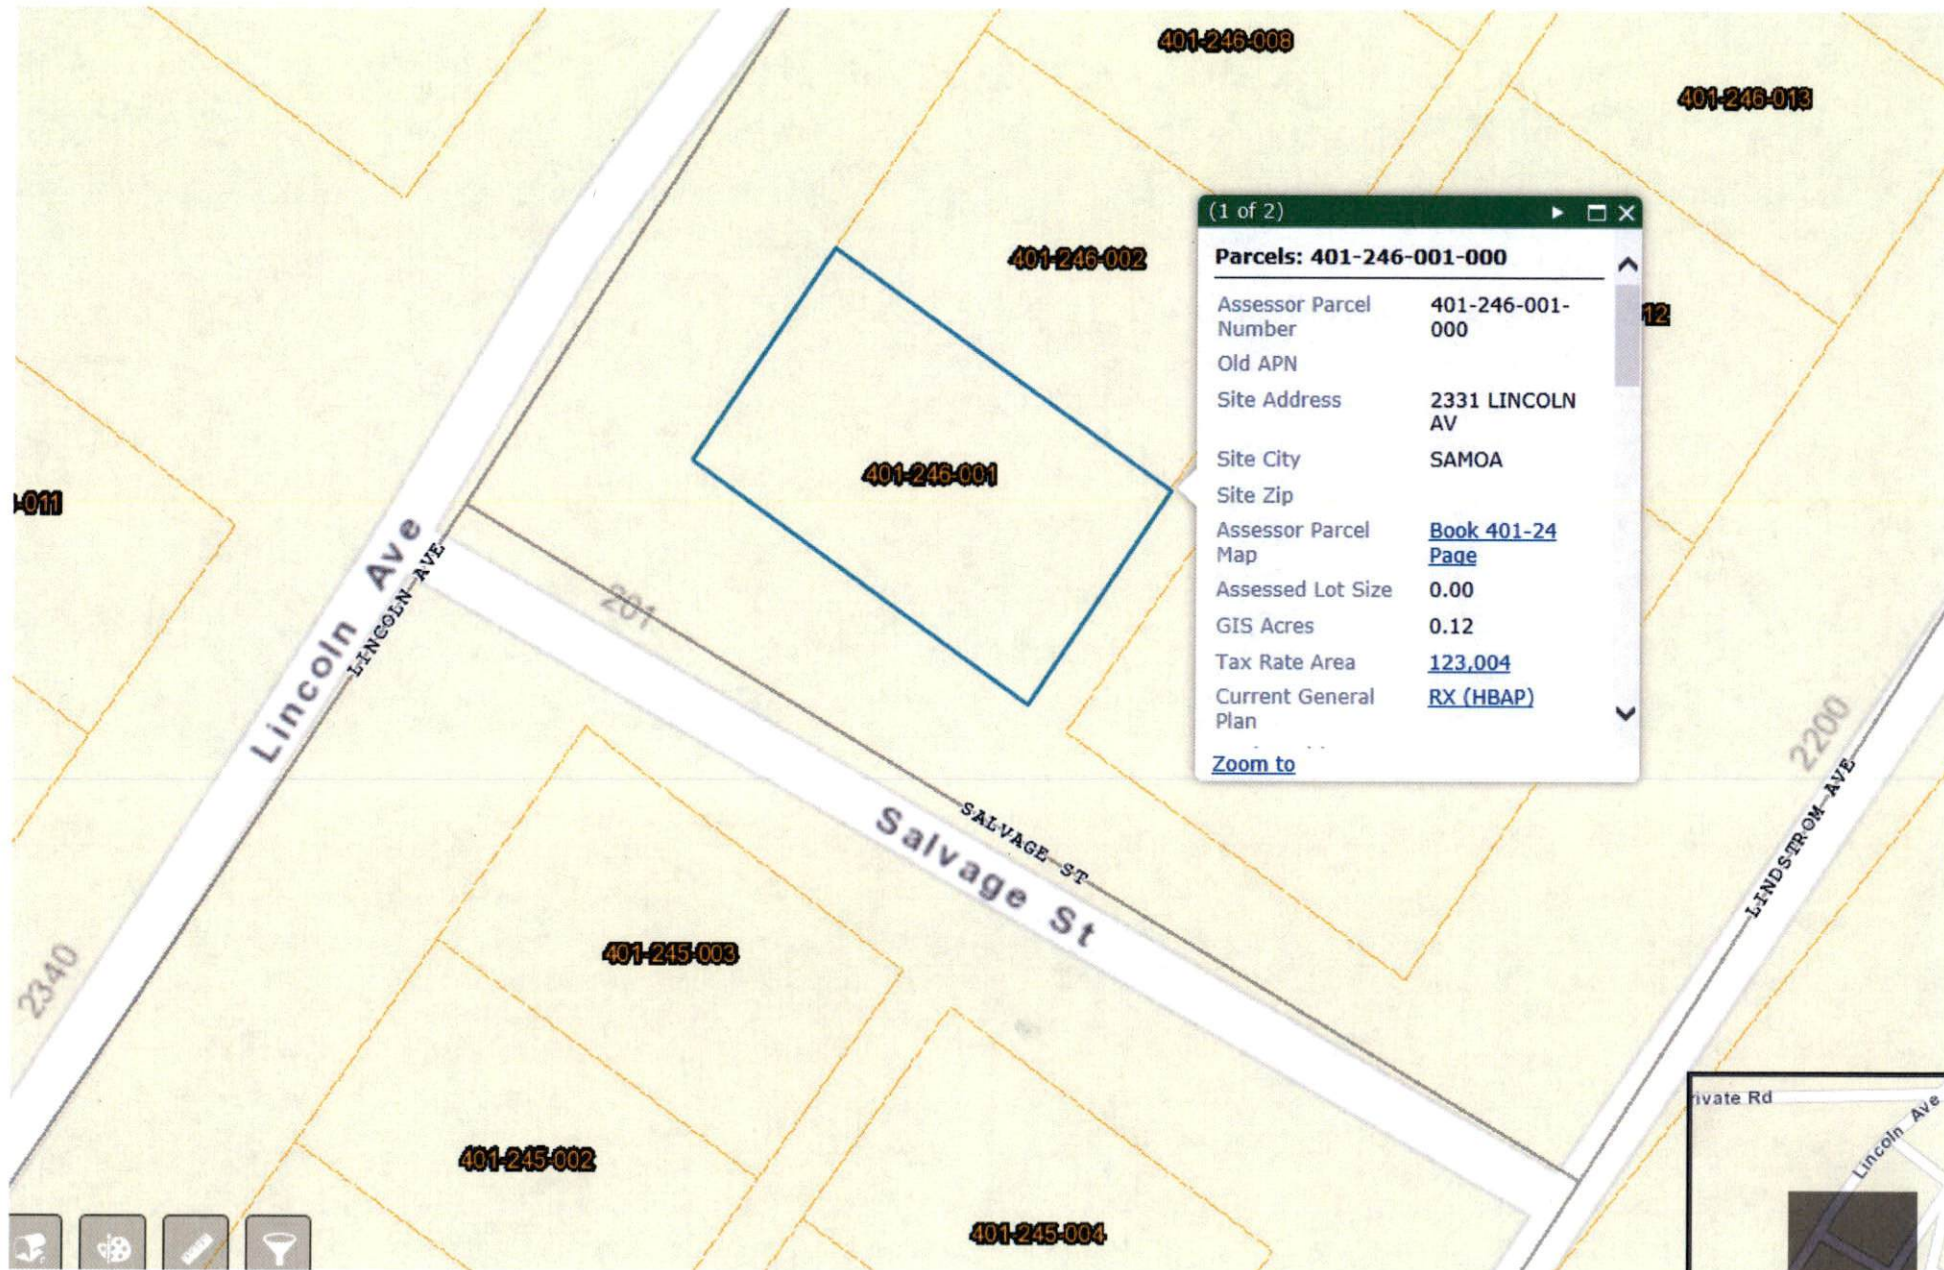 401-246-008
401-246-013
401-246-002
(1 of 2)
Parcels: 401-246-001-000
Assessor Parcel Number 401-246-001-000
Old APN
Site Address 2331 LINCOLN AV
Site City SAMOA
Site Zip
Assessor Parcel Map Book 401-24 Page
Assessed Lot Size 0.00
GIS Acres 0.12
Tax Rate Area 123,004
Current General Plan RX (HBAP)
Zoom to
12
401-246-001
-011
Lincoln Ave
LINCOLN AVE
201
2200
LINDSTROM AVE
SALVAGE ST
Salvage St
2340
401-245-003
401-245-002
401-245-004
ivate Rd
Lincoln Ave